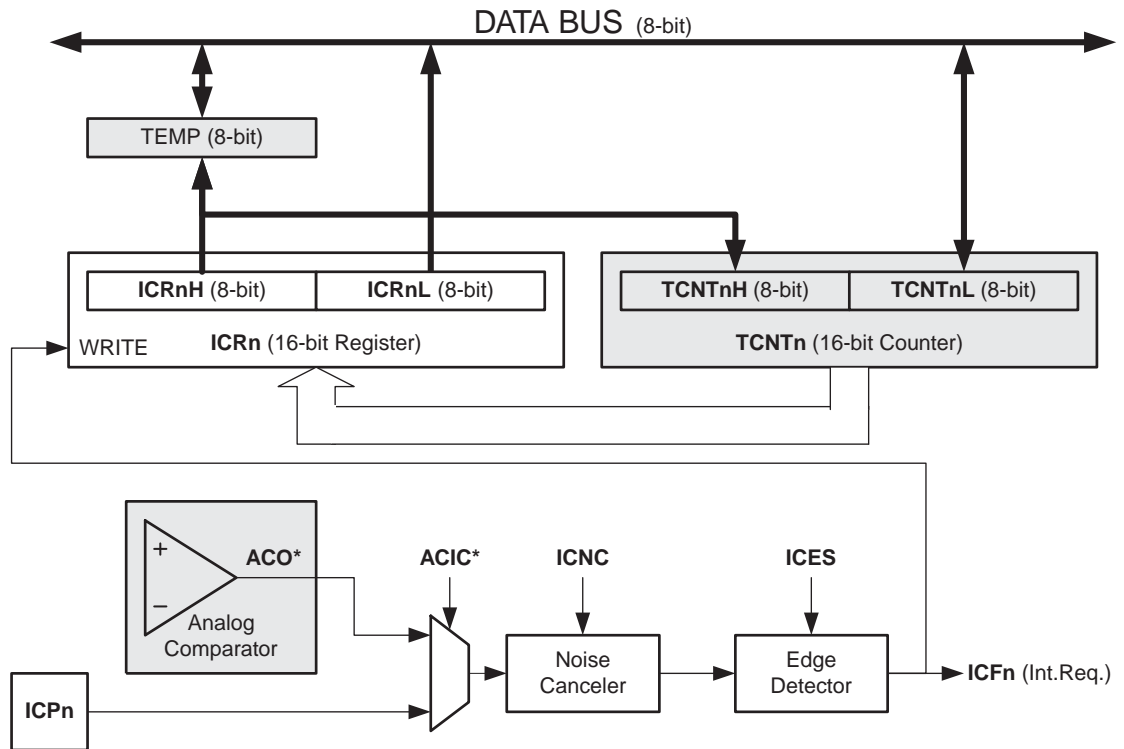 DATA BUS (8-bit)
TEMP (8-bit)
ICRnH (8-bit)
ICRnL (8-bit)
TCNTnH (8-bit)
TCNTnL (8-bit)
WRITE
ICRn (16-bit Register)
TCNTn (16-bit Counter)
+
−
ACO*
Analog
Comparator
ACIC*
ICNC
ICES
Noise
Canceler
Edge
Detector
ICFn (Int.Req.)
ICPn